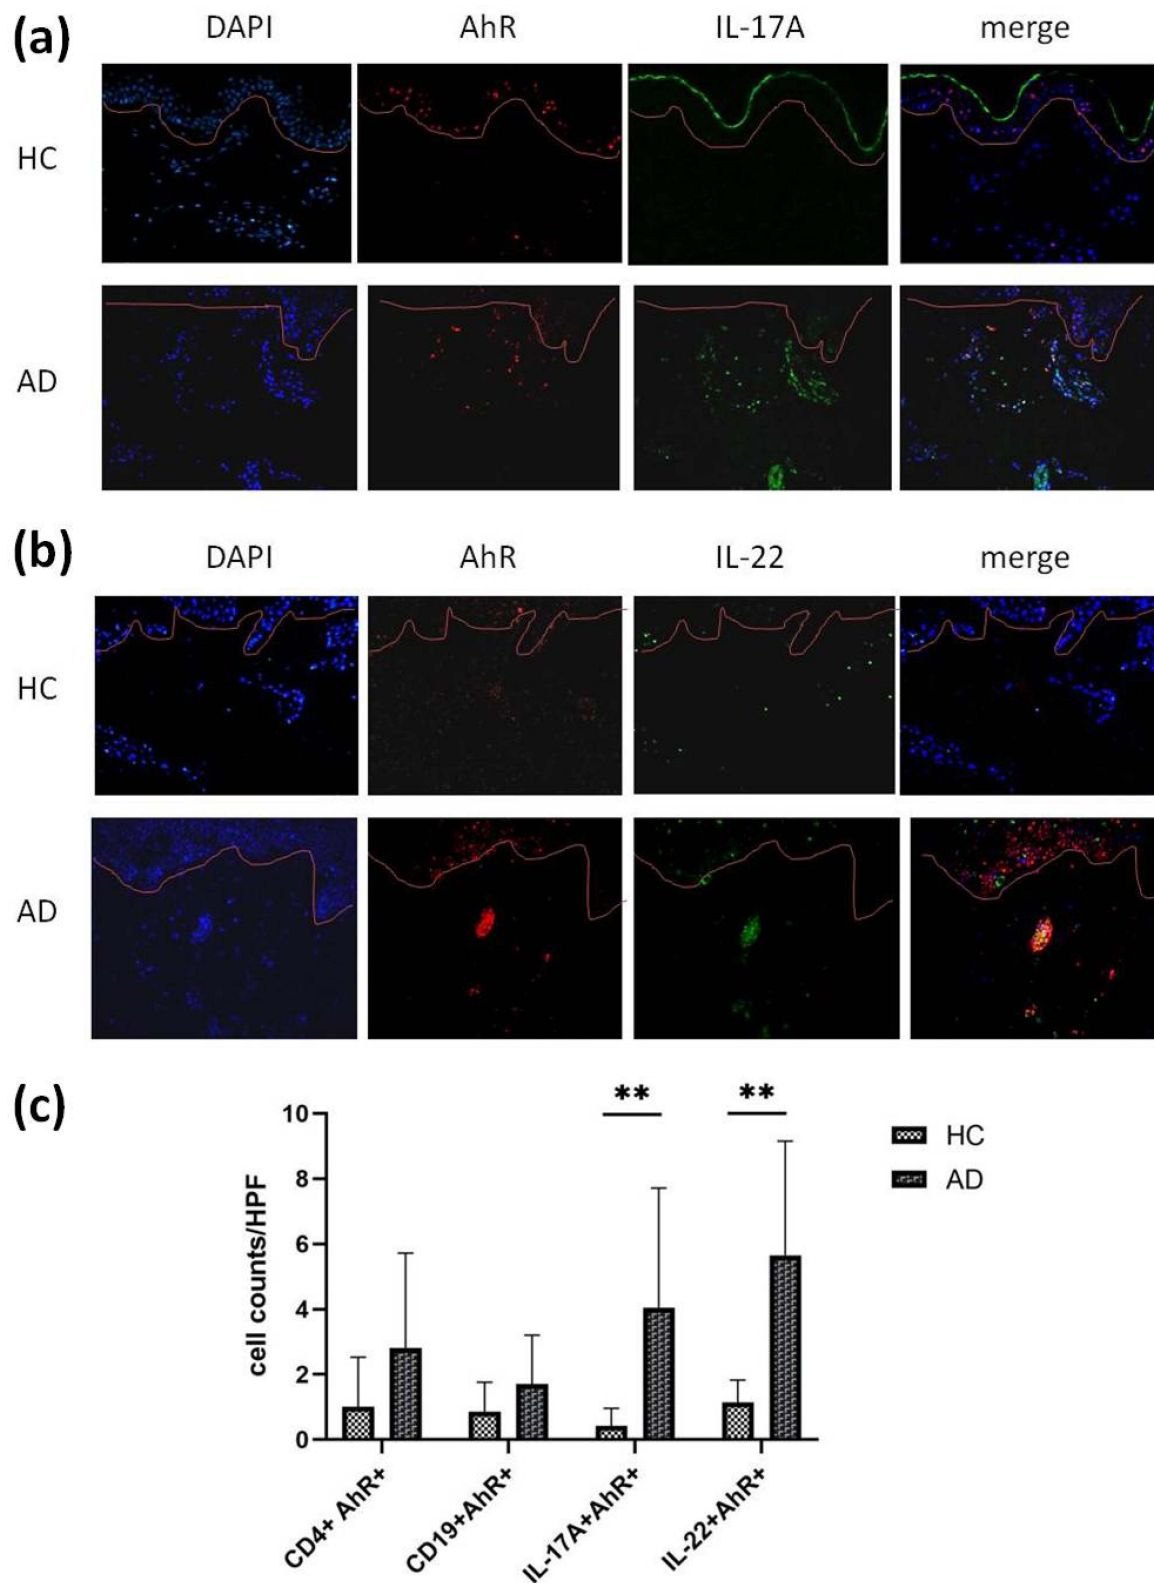 (a)
DAPI AhR IL-17A merge
HC
AD
(b)
DAPI AhR IL-22 merge
HC
AD
(c)
** **
10
8
6
4
2
0
cell counts/HPF
HC
AD
CD4+ AhR+
CD19+AhR+
IL-17A+AhR+
IL-22+AhR+